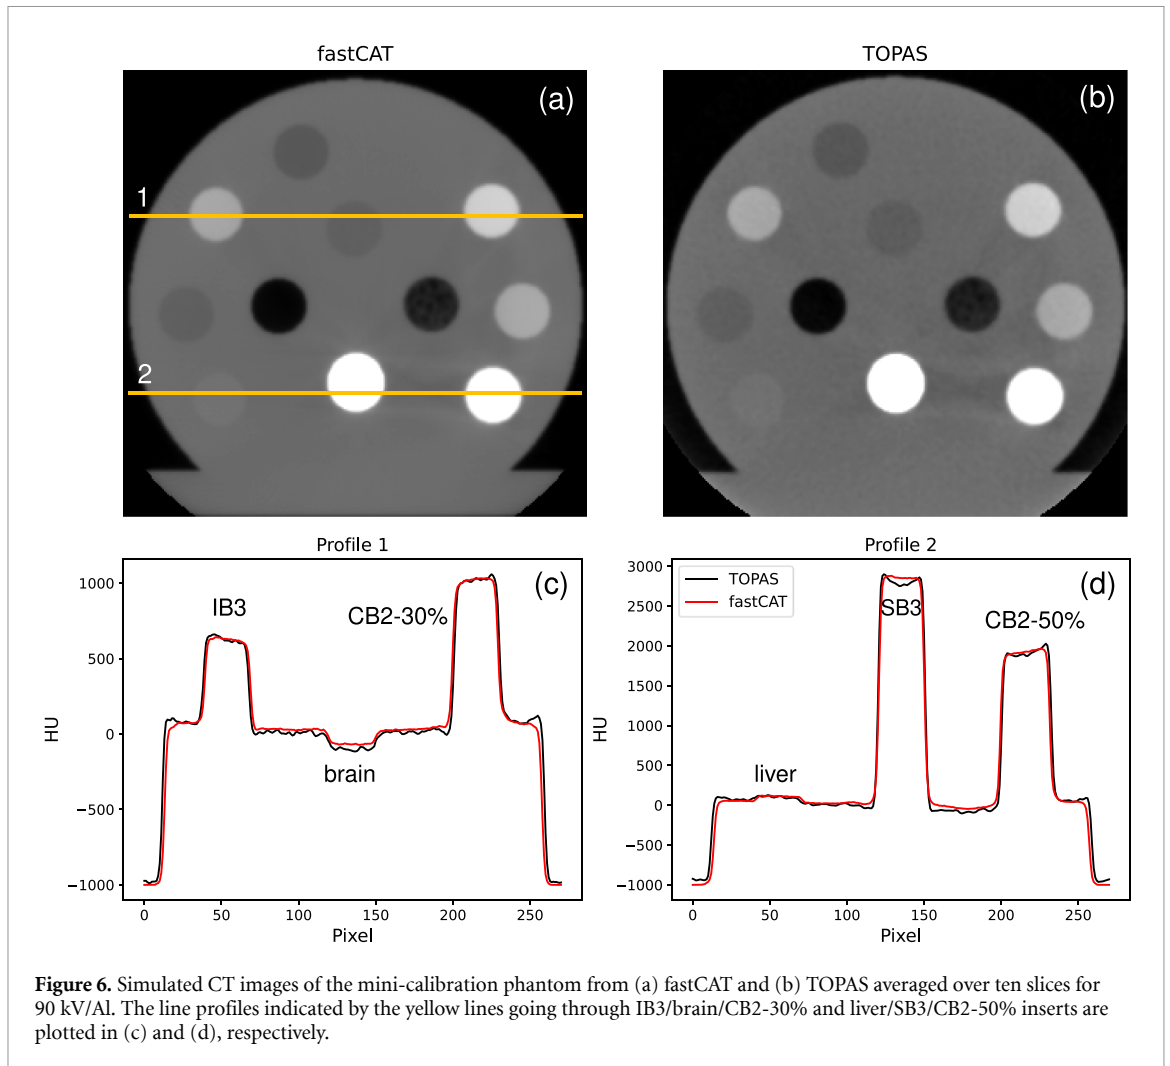 fastCAT
TOPAS
(a)
(b)
1
2
Profile 1
Profile 2
(c)
(d)
IB3
CB2-30%
brain
HU
1000
500
0
−500
−1000
0
50
100
150
200
250
Pixel
TOPAS
fastCAT
SB3
CB2-50%
liver
HU
3000
2500
2000
1500
1000
500
0
−500
−1000
0
50
100
150
200
250
Pixel
Figure 6. Simulated CT images of the mini-calibration phantom from (a) fastCAT and (b) TOPAS averaged over ten slices for
90 kV/Al. The line profiles indicated by the yellow lines going through IB3/brain/CB2-30% and liver/SB3/CB2-50% inserts are
plotted in (c) and (d), respectively.